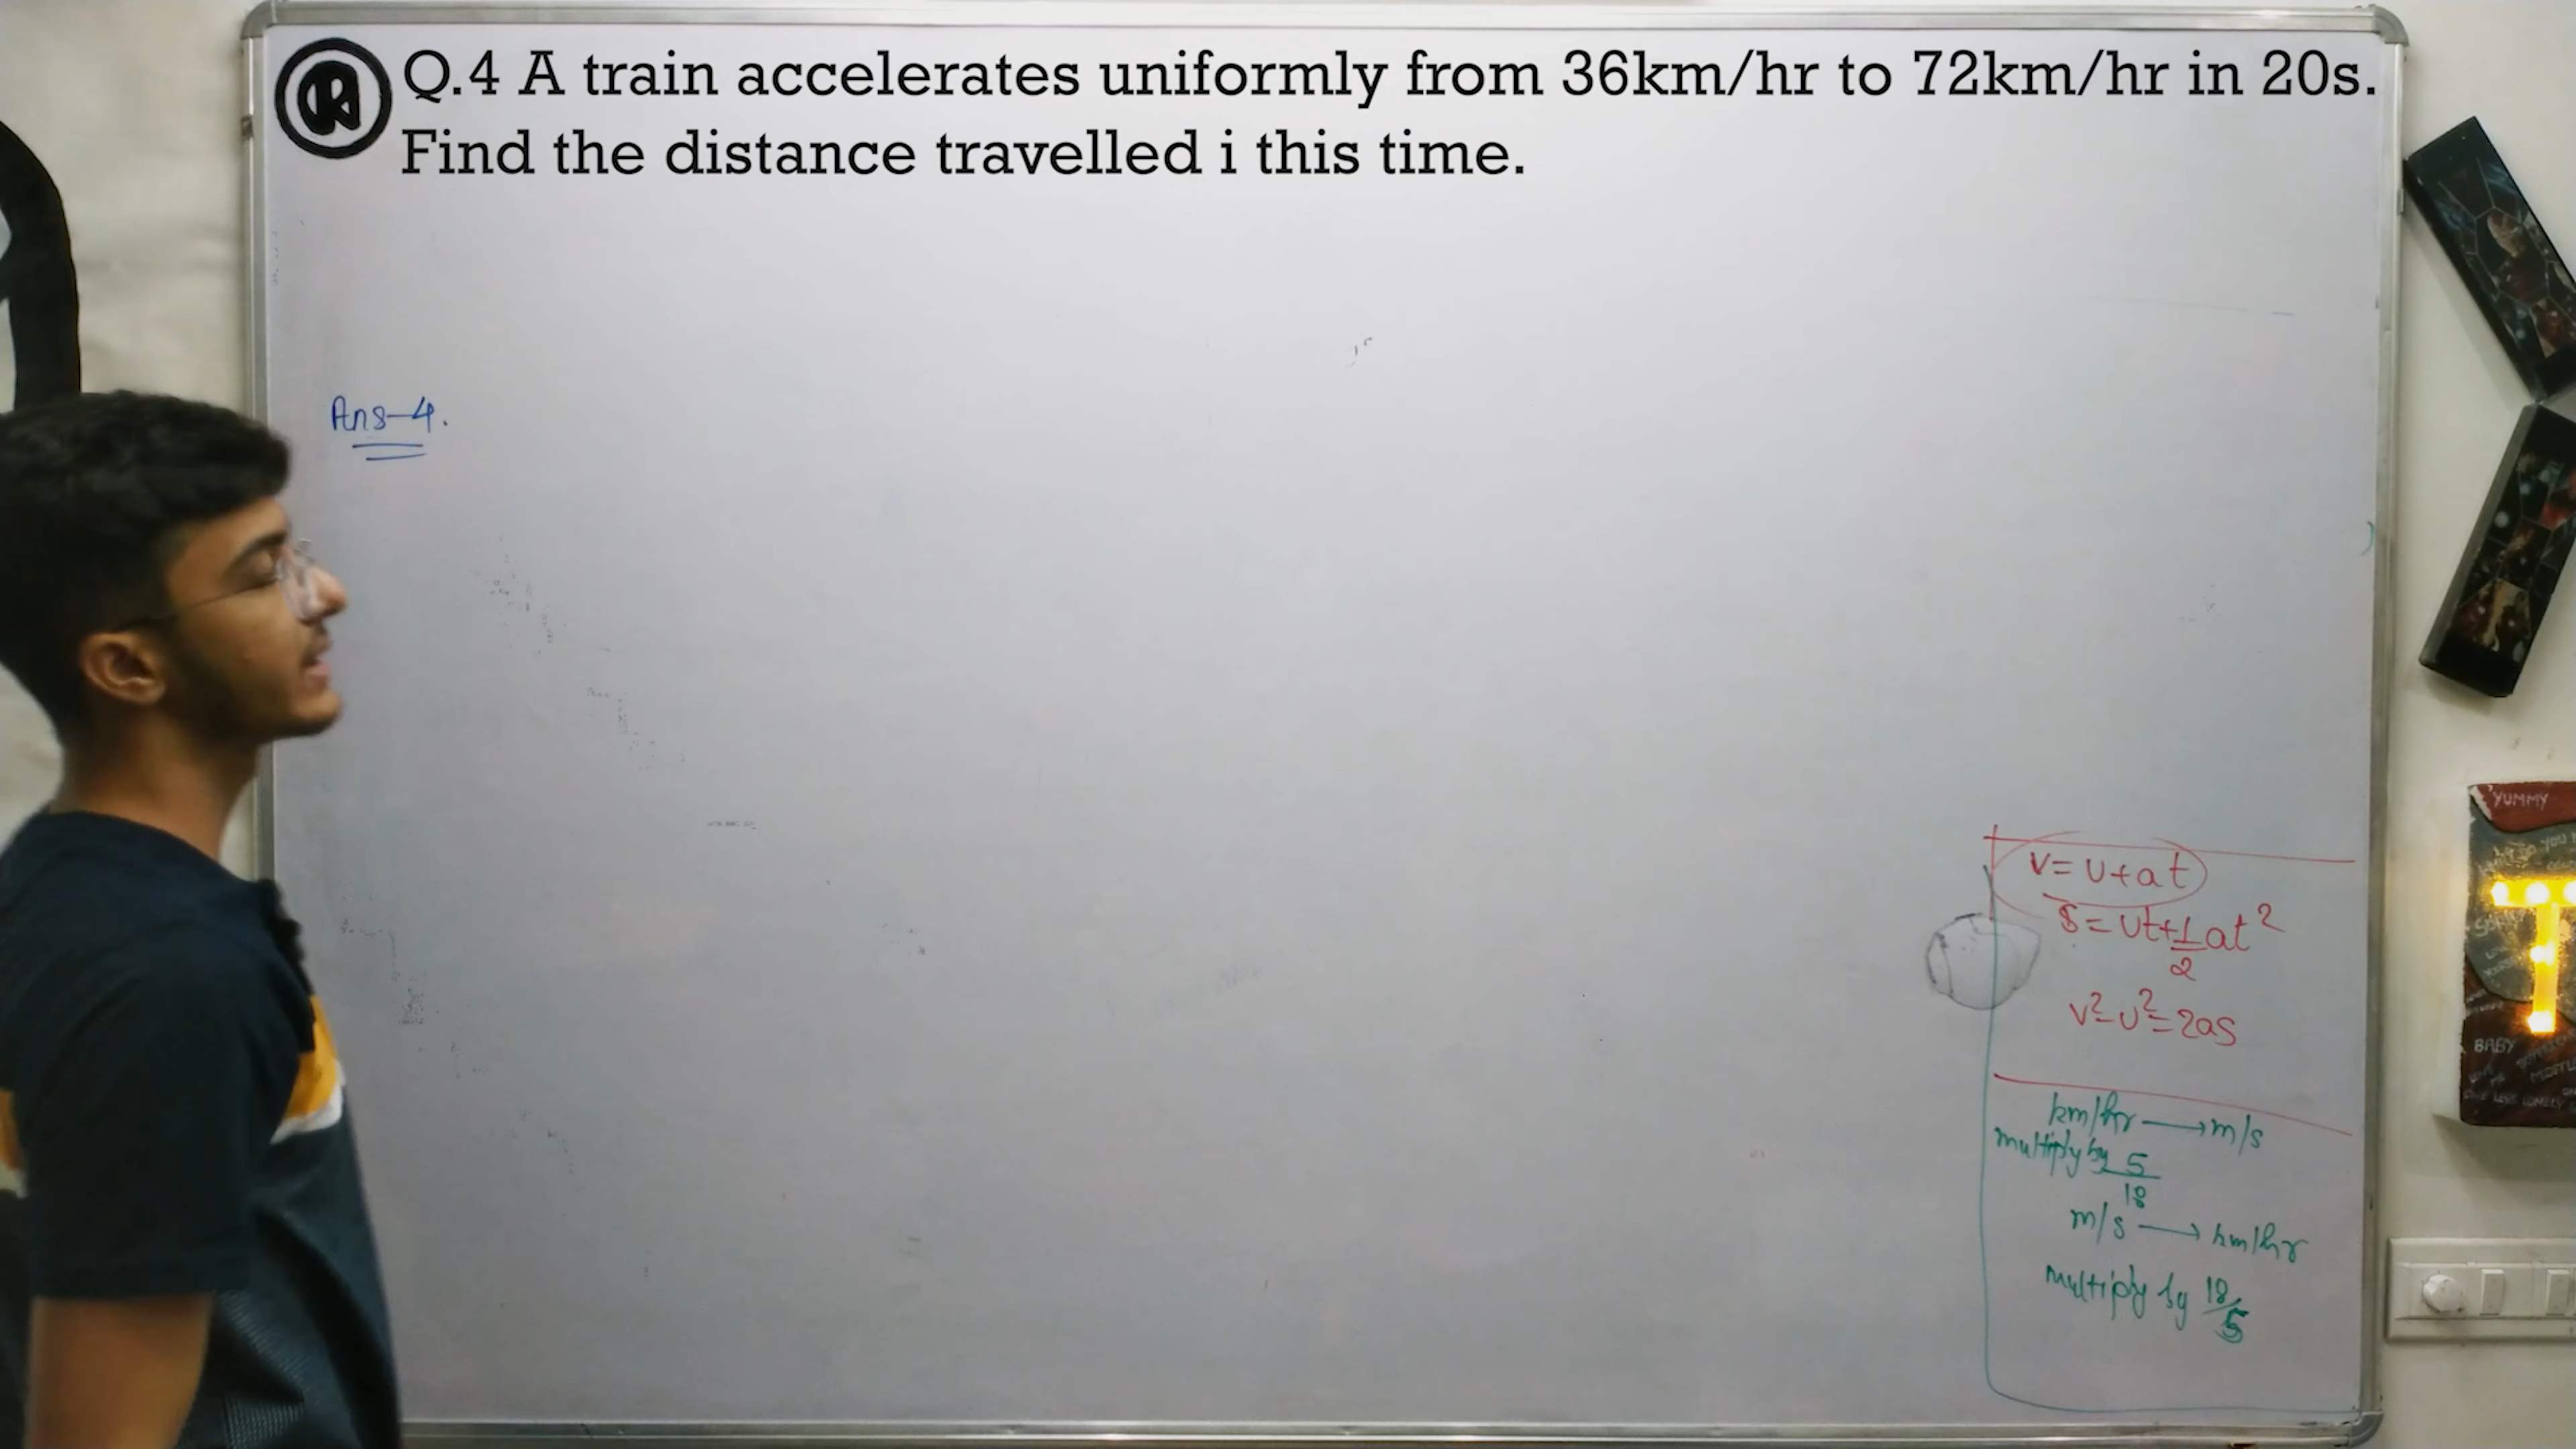 Q.4 A train accelerates uniformly from 36km/hr to 72km/hr in 20s.
Find the distance travelled i this time.
Ans-4.
v=u+at
s=ut+1/2at²
v²-u²=2as
km/hr→m/s
multiply by 5/18
m/s→km/hr
multiply by 18/5
YUMMY
T
BABY